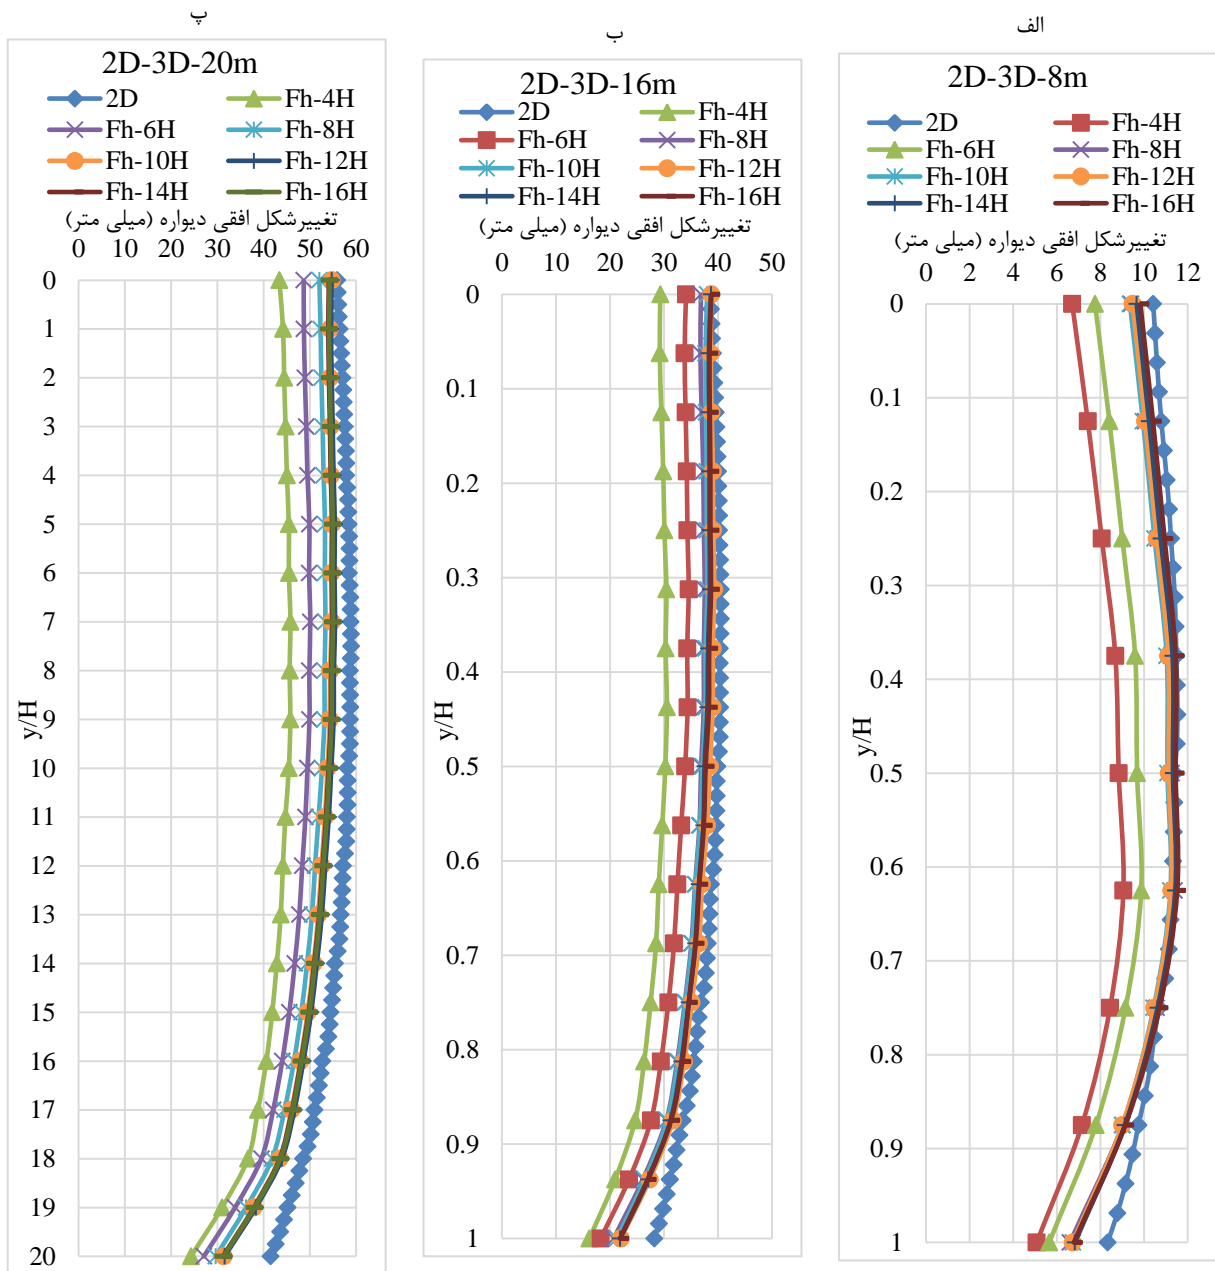 پ
2D-3D-20m
2D Fh-4H
Fh-6H Fh-8H
Fh-10H Fh-12H
Fh-14H Fh-16H
تغییرشکل افقی دیواره (میلی متر)
0 10 20 30 40 50 60
y/H
0
1
2
3
4
5
6
7
8
9
10
11
12
13
14
15
16
17
18
19
20
ب
2D-3D-16m
2D Fh-4H
Fh-6H Fh-8H
Fh-10H Fh-12H
Fh-14H Fh-16H
تغییرشکل افقی دیواره (میلی متر)
0 10 20 30 40 50
y/H
0
0.1
0.2
0.3
0.4
0.5
0.6
0.7
0.8
0.9
1
الف
2D-3D-8m
2D Fh-4H
Fh-6H Fh-8H
Fh-10H Fh-12H
Fh-14H Fh-16H
تغییرشکل افقی دیواره (میلی متر)
0 2 4 6 8 10 12
y/H
0
0.1
0.2
0.3
0.4
0.5
0.6
0.7
0.8
0.9
1